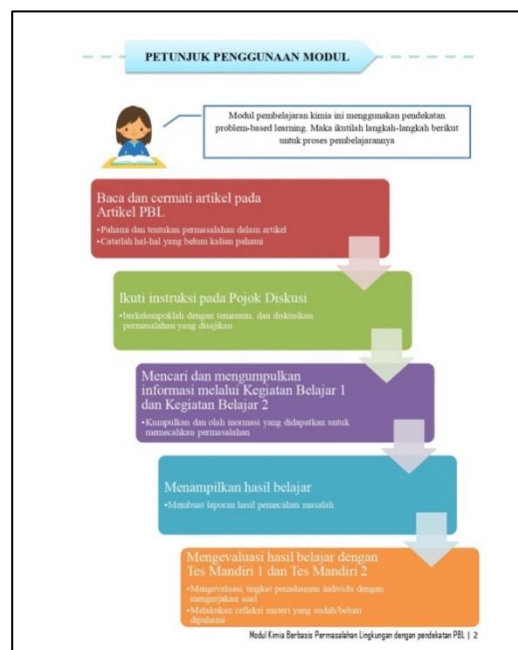 PETUNJUK PENGGUNAAN MODUL
Modul pembelajaran kimia ini menggunakan pendekatan
problem-based learning. Maka ikutilah langkah-langkah berikut
untuk proses pembelajarannya
Baca dan cermati artikel pada
Artikel PBL
•Pahami dan tentukan permasalahan dalam artikel
•Catatlah hal-hal yang belum kalian pahami
Ikuti instruksi pada Pojok Diskusi
•berkelompoklah dengan temanmu, dan diskusikan
permasalahan yang disajikan
Mencari dan mengumpulkan
informasi melalui Kegiatan Belajar 1
dan Kegiatan Belajar 2
•Kumpulkan dan olah inormasi yang didapatkan untuk
memecahkan permasalahan
Menampilkan hasil belajar
•Membuat laporan hasil pemecahan masalah
Mengevaluasi hasil belajar dengan
Tes Mandiri 1 dan Tes Mandiri 2
•Mengevaluasi tingkat pemahaman individu dengan
mengerjakan soal
•Melakukan refleksi materi yang sudah/belum
dipahami
Modul Kimia Berbasis Permasalahan Lingkungan dengan pendekatan PBL | 2